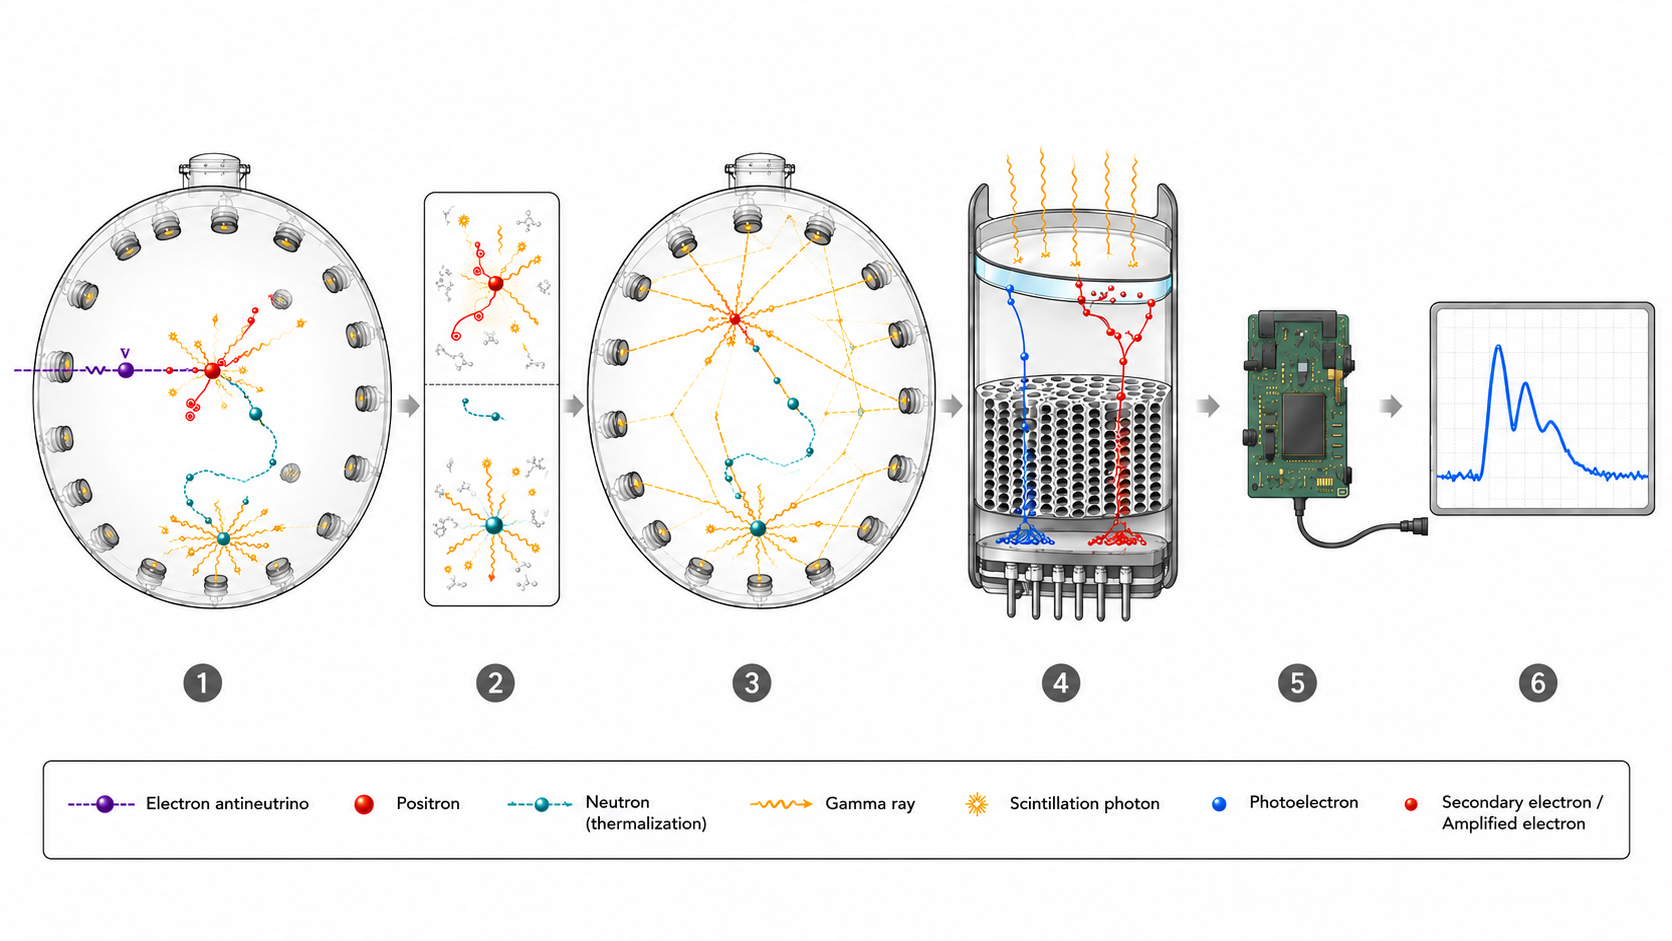 V
1
2
3
4
5
6
Electron antineutrino
Positron
Neutron
(thermalization)
Gamma ray
Scintillation photon
Photoelectron
Secondary electron /
Amplified electron